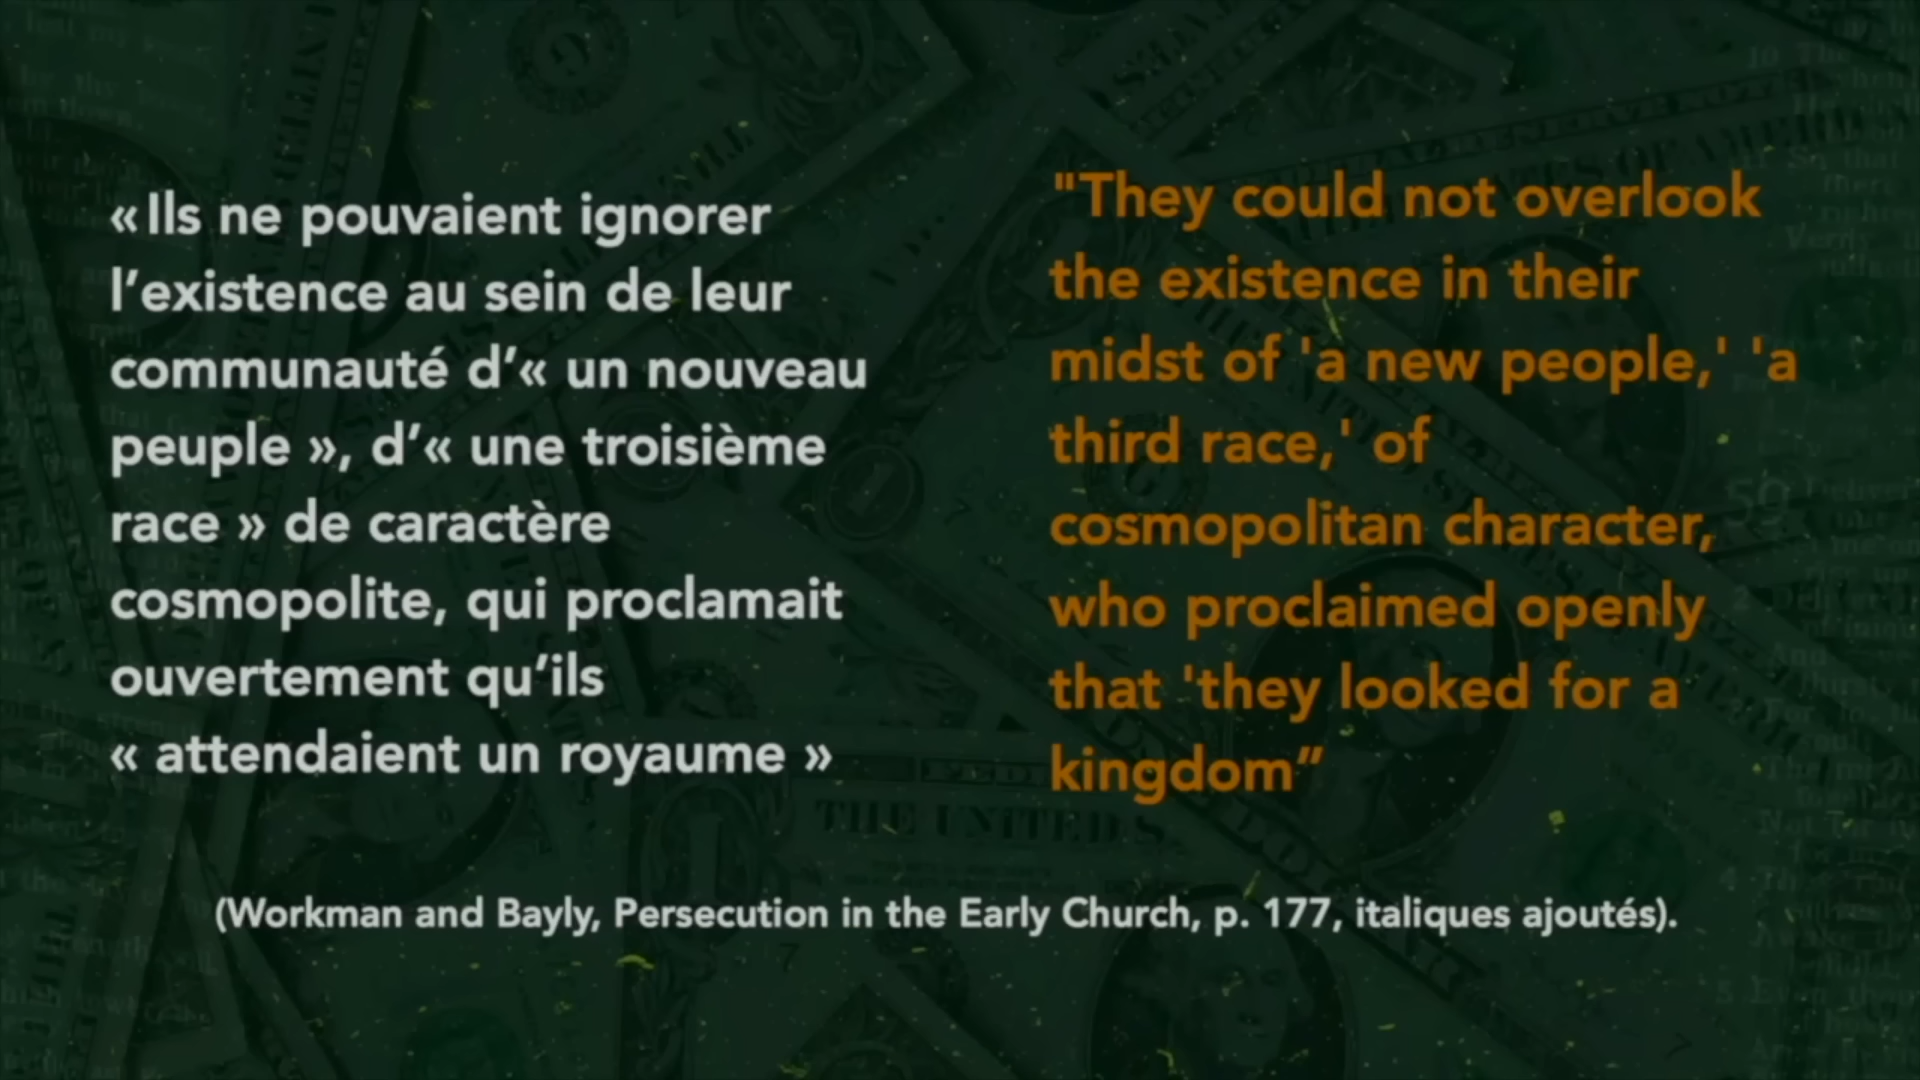 « Ils ne pouvaient ignorer
l’existence au sein de leur
communauté d’« un nouveau
peuple », d’« une troisième
race » de caractère
cosmopolite, qui proclamait
ouvertement qu’ils
« attendaient un royaume »
"They could not overlook
the existence in their
midst of 'a new people,' 'a
third race,' of
cosmopolitan character,
who proclaimed openly
that 'they looked for a
kingdom”
(Workman and Bayly, Persecution in the Early Church, p. 177, italiques ajoutés).
THE UNITED S